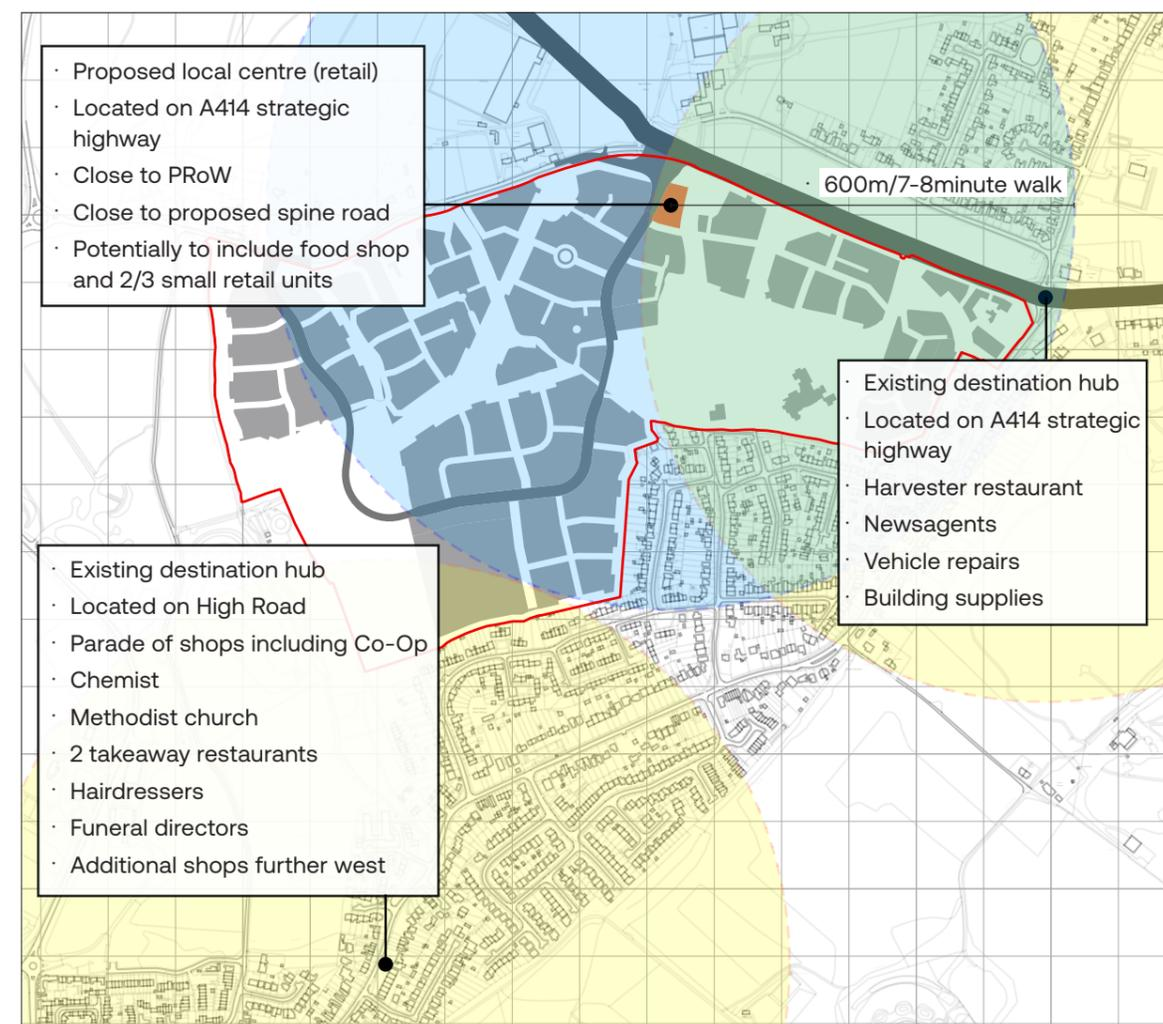 · Proposed local centre (retail)
· Located on A414 strategic
highway
· Close to PRoW
· Close to proposed spine road
· Potentially to include food shop
and 2/3 small retail units
· 600m/7-8minute walk
· Existing destination hub
· Located on A414 strategic
highway
· Harvester restaurant
· Newsagents
· Vehicle repairs
· Building supplies
· Existing destination hub
· Located on High Road
· Parade of shops including Co-Op
· Chemist
· Methodist church
· 2 takeaway restaurants
· Hairdressers
· Funeral directors
· Additional shops further west